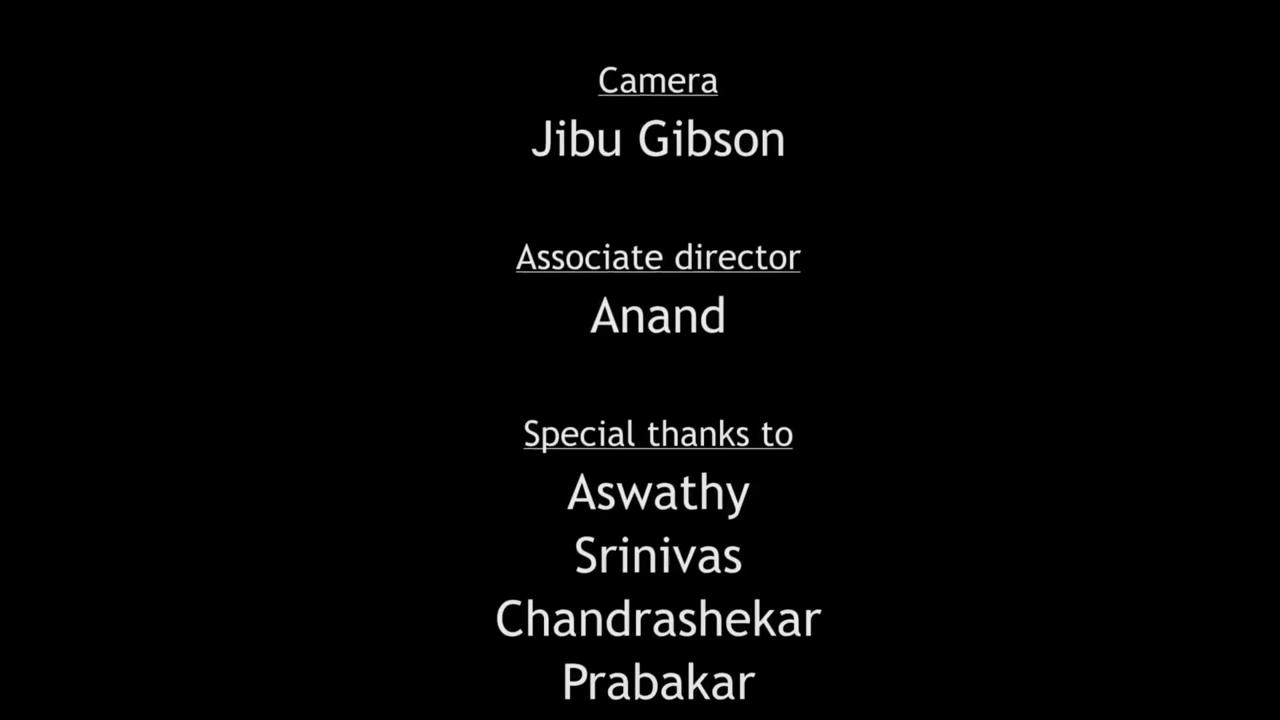 Camera
Jibu Gibson
Associate director
Anand
Special thanks to
Aswathy
Srinivas
Chandrashekar
Prabakar